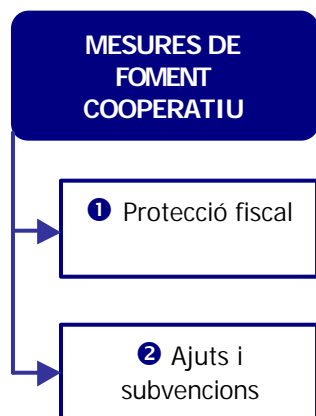 MESURES DE
FOMENT
COOPERATIU
❶ Protecció fiscal
❷ Ajuts i
subvencions